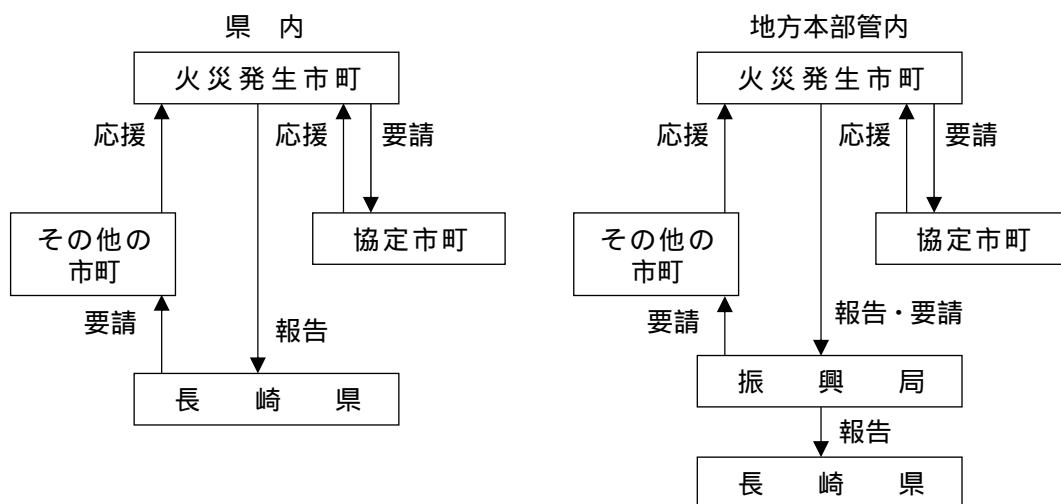 県　内
火災発生市町
応援
応援
要請
その他の
市町
協定市町
要請
報告
長　崎　県
地方本部管内
火災発生市町
応援
応援
要請
その他の
市町
協定市町
要請
報告・要請
振　興　局
報告
長　崎　県